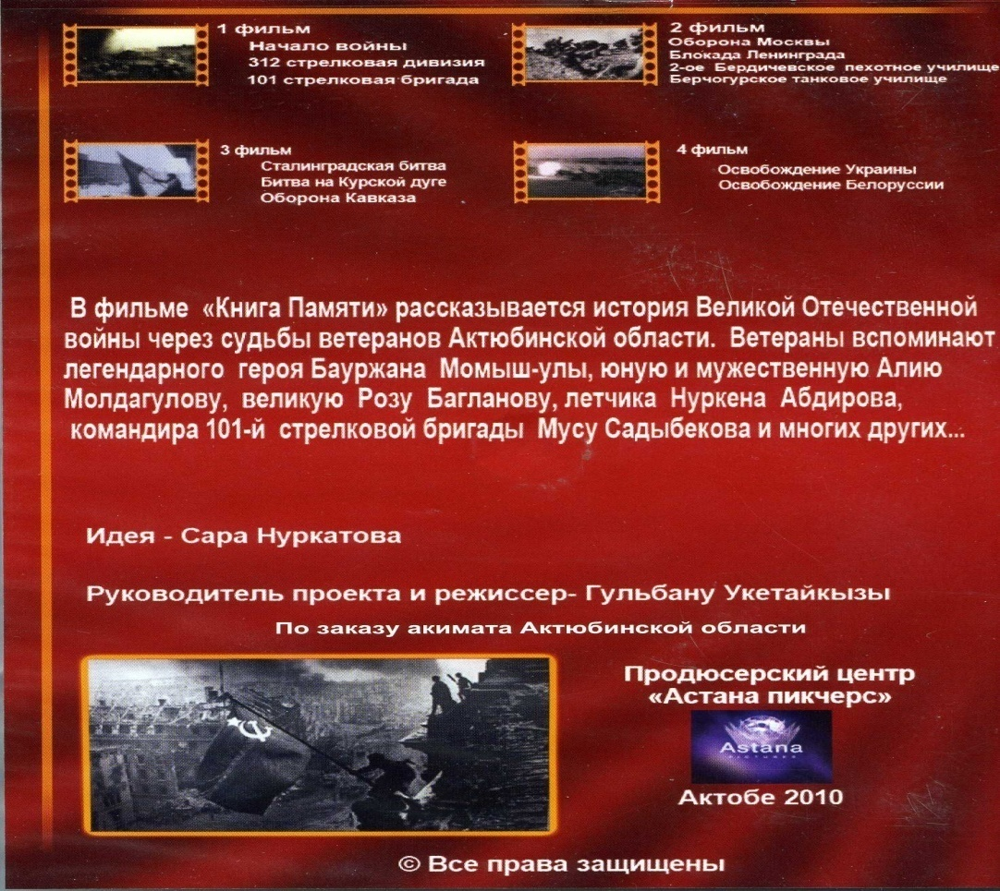 1 фильм
Начало войны
312 стрелковая дивизия
101 стрелковая бригада
2 фильм
Оборона Москвы
Блокада Ленинграда
2-ое Бердичевское пехотное училище
Берчогурское танковое училище
3 фильм
Сталинградская битва
Битва на Курской дуге
Оборона Кавказа
4 фильм
Освобождение Украины
Освобождение Белоруссии
В фильме «Книга Памяти» рассказывается история Великой Отечественной
войны через судьбы ветеранов Актюбинской области. Ветераны вспоминают
легендарного героя Бауржана Момыш-улы, юную и мужественную Алию
Молдагулову, великую Розу Багланову, летчика Нуркена Абдирова,
командира 101-й стрелковой бригады Мусу Садыбекова и многих других...
Идея - Сара Нуркатова
Руководитель проекта и режиссер- Гульбану Укетайкызы
По заказу акимата Актюбинской области
Продюсерский центр
«Астана пикчерс»
Astana
PICTURES
Актобе 2010
© Все права защищены